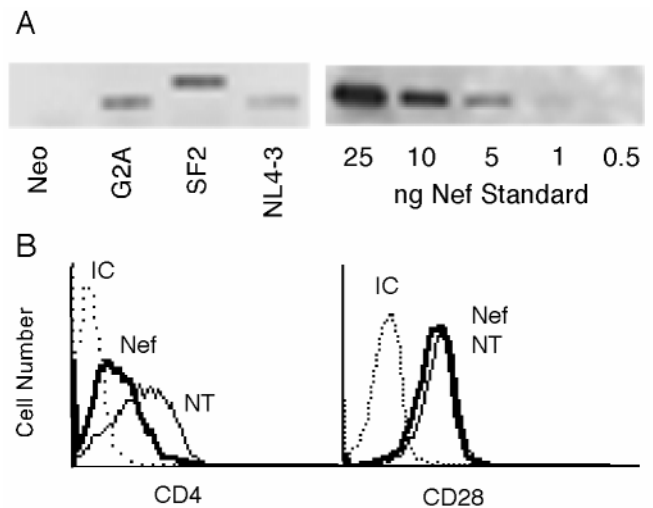 A
Neo
G2A
SF2
NL4-3
25 10 5 1 0.5
ng Nef Standard
B
Cell Number
IC
Nef
NT
CD4
IC
Nef
NT
CD28